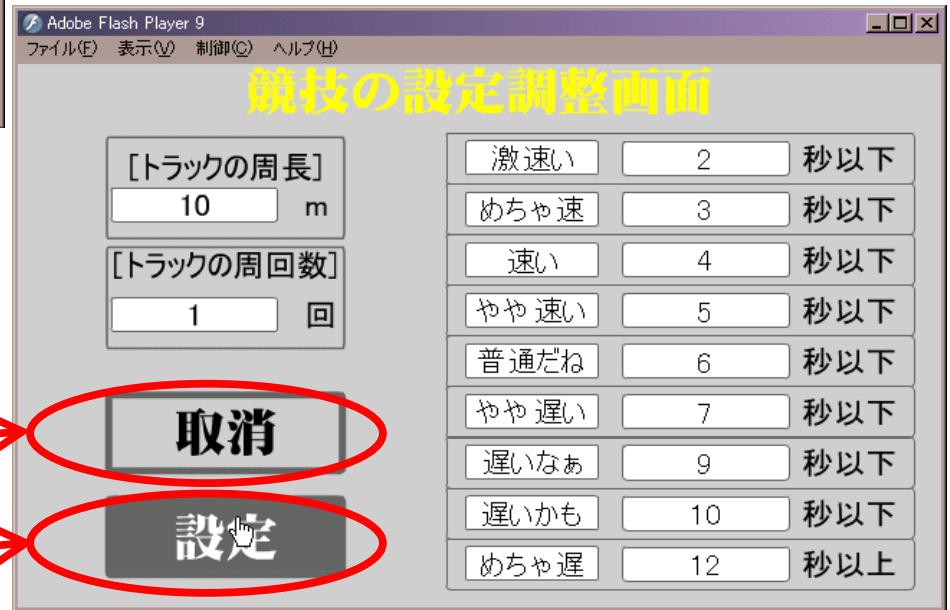 Adobe Flash Player 9
ファイル(F) 表示(V) 制御(C) ヘルプ(H)
競技の設定調整画面
[トラックの周長]
10 m
[トラックの周回数]
1 回
取消
設定
激速い 2 秒以下
めちゃ速 3 秒以下
速い 4 秒以下
やや速い 5 秒以下
普通だね 6 秒以下
やや遅い 7 秒以下
遅いなぁ 9 秒以下
遅いかも 10 秒以下
めちゃ遅 12 秒以上